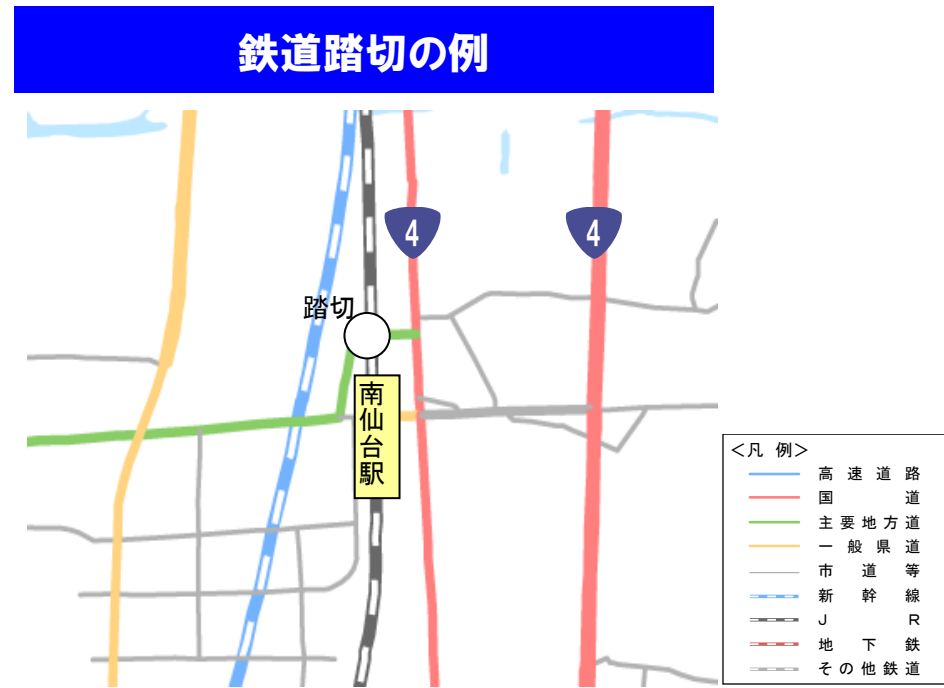 鉄道踏切の例
4
4
踏切
南仙台駅
＜凡 例＞
高速道路
国道
主要地方道
一般県道
市道等
新幹線
ＪＲ
地下鉄
その他鉄道